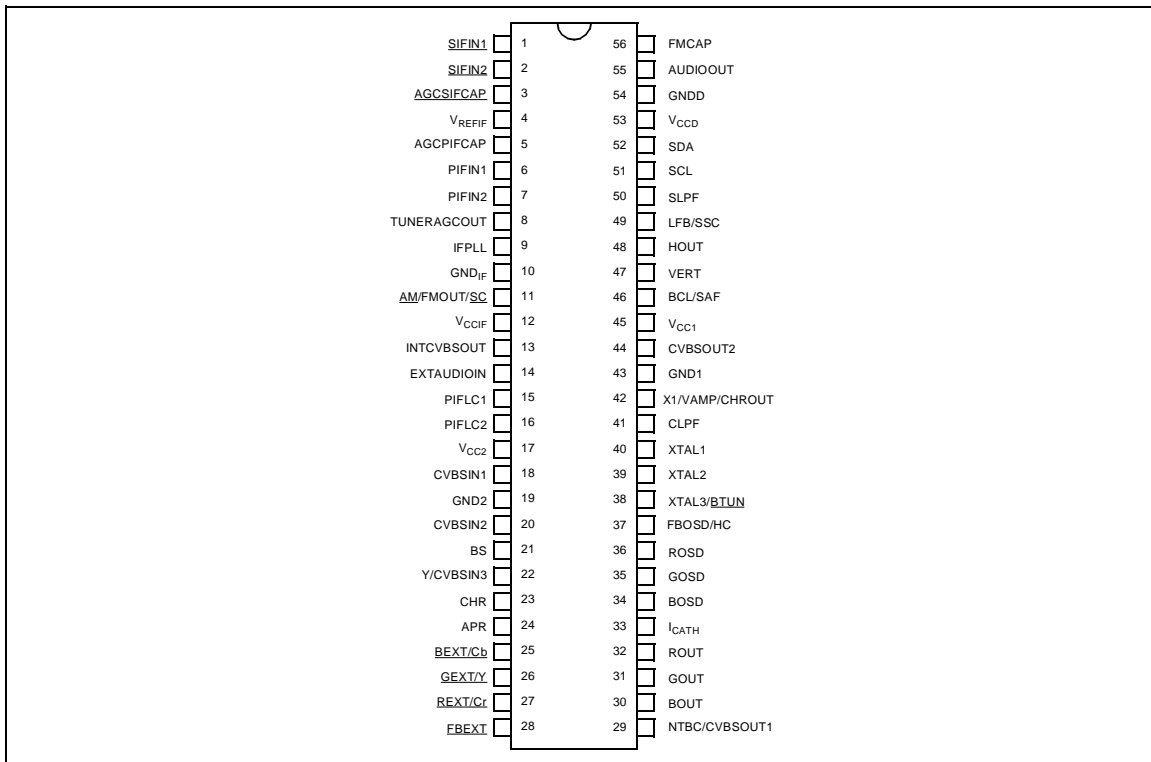 SIFIN1 1 56 FMCAP
SIFIN2 2 55 AUDIOOUT
AGCSIFCAP 3 54 GNDD
VREFIF 4 53 VCCD
AGCPIFCAP 5 52 SDA
PIFIN1 6 51 SCL
PIFIN2 7 50 SLPF
TUNERAGCOUT 8 49 LFB/SSC
IFPLL 9 48 HOUT
GNDIF 10 47 VERT
AM/FMOUT/SC 11 46 BCL/SAF
VCCIF 12 45 VCC1
INTCVBSOUT 13 44 CVBSOUT2
EXTAUDIOIN 14 43 GND1
PIFLC1 15 42 X1/VAMP/CHROUT
PIFLC2 16 41 CLPF
VCC2 17 40 XTAL1
CVBSIN1 18 39 XTAL2
GND2 19 38 XTAL3/BTUN
CVBSIN2 20 37 FBOSD/HC
BS 21 36 ROSD
Y/CVBSIN3 22 35 GOSD
CHR 23 34 BOSD
APR 24 33 ICATH
BEXT/Cb 25 32 ROUT
GEXT/Y 26 31 GOUT
REXT/Cr 27 30 BOUT
FBEXT 28 29 NTBC/CVBSOUT1